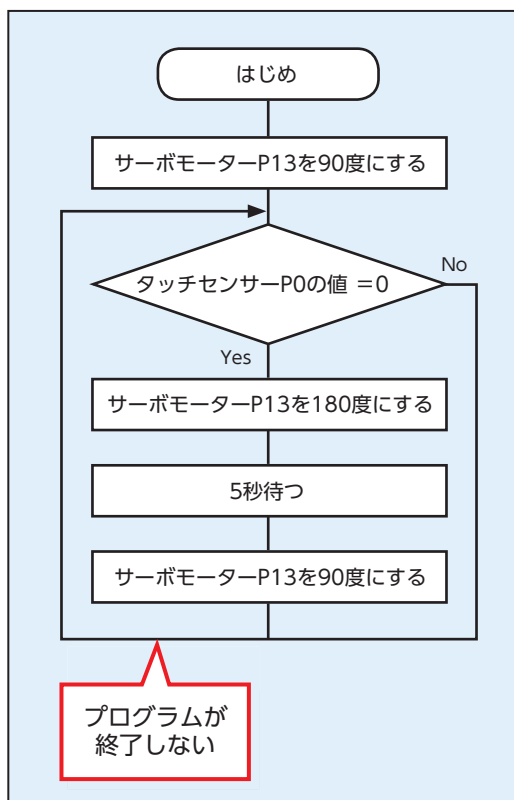 はじめ
サーボモーターP13を90度にする
タッチセンサーP0の値 =0
No
Yes
サーボモーターP13を180度にする
5秒待つ
サーボモーターP13を90度にする
プログラムが
終了しない